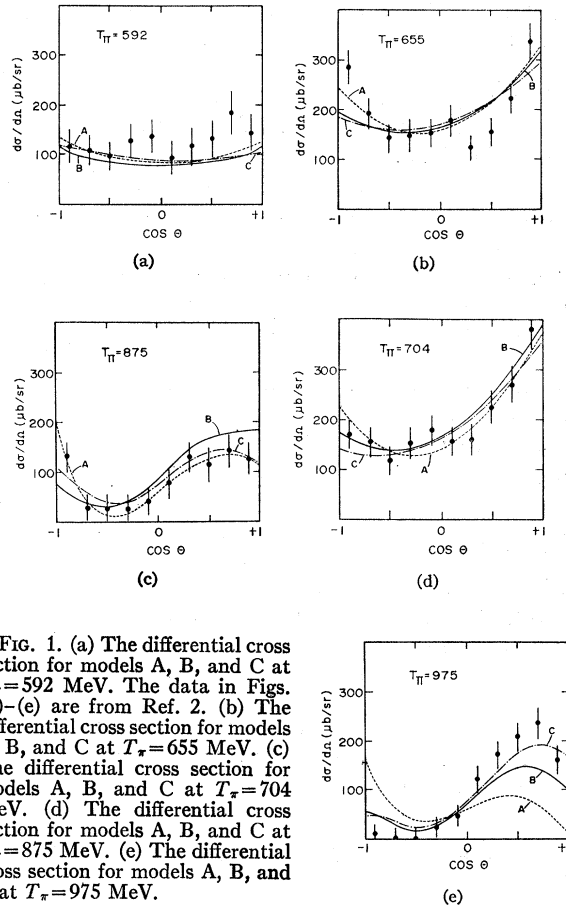 400
300
200
100
dσ/dΩ (μb/sr)
Tπ=592
A
B
C
-1
0
+1
COS θ
(a)
300
200
100
dσ/dΩ (μb/sr)
Tπ=655
A
B
C
-1
0
+1
COS θ
(b)
300
200
100
dσ/dΩ (μb/sr)
Tπ=875
A
B
C
-1
0
+1
COS θ
(c)
300
200
100
dσ/dΩ (μb/sr)
Tπ=704
B
C
A
-1
0
+1
COS θ
(d)
FIG. 1. (a) The differential cross
ction for models A, B, and C at
=592 MeV. The data in Figs.
)–(e) are from Ref. 2. (b) The
fferential cross section for models
B, and C at Tπ=655 MeV. (c)
he differential cross section for
odels A, B, and C at Tπ=704
eV. (d) The differential cross
ction for models A, B, and C at
=875 MeV. (e) The differential
oss section for models A, B, and
at Tπ=975 MeV.
300
200
100
dσ/dΩ (μb/sr)
Tπ=975
C
B
A
-1
0
COS θ
(e)